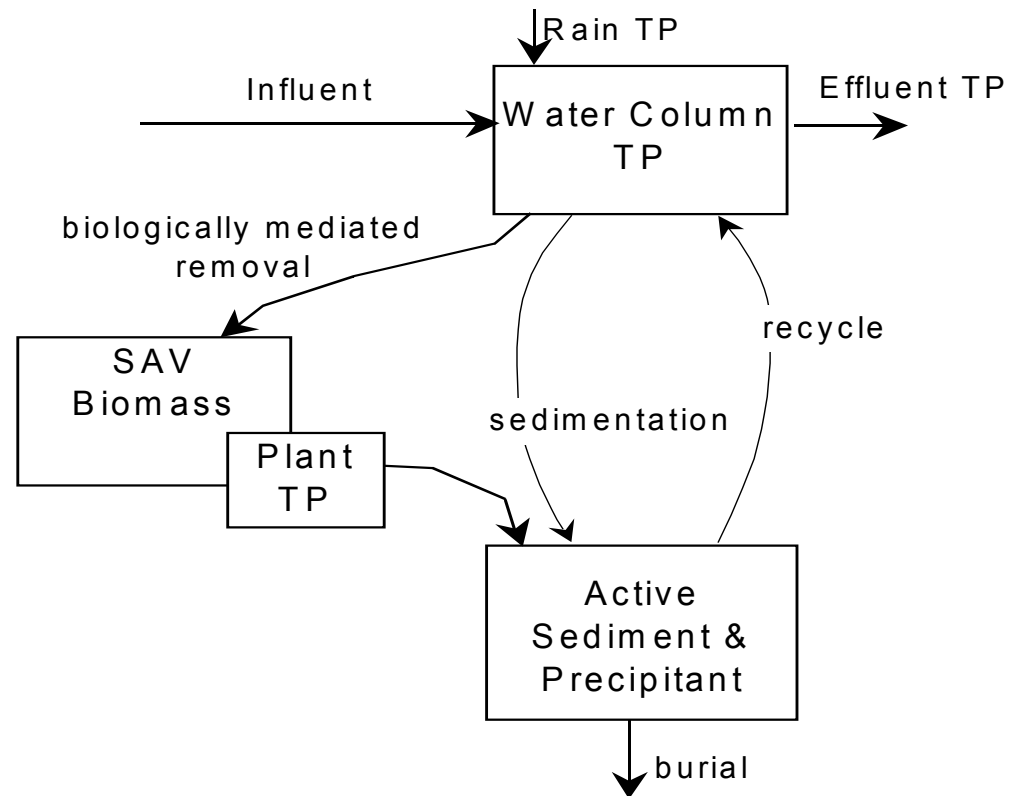 Rain TP
Influent
Effluent TP
Water Column
TP
biologically mediated
removal
recycle
SAV
Biomass
sedimentation
Plant
TP
Active
Sediment &
Precipitant
burial